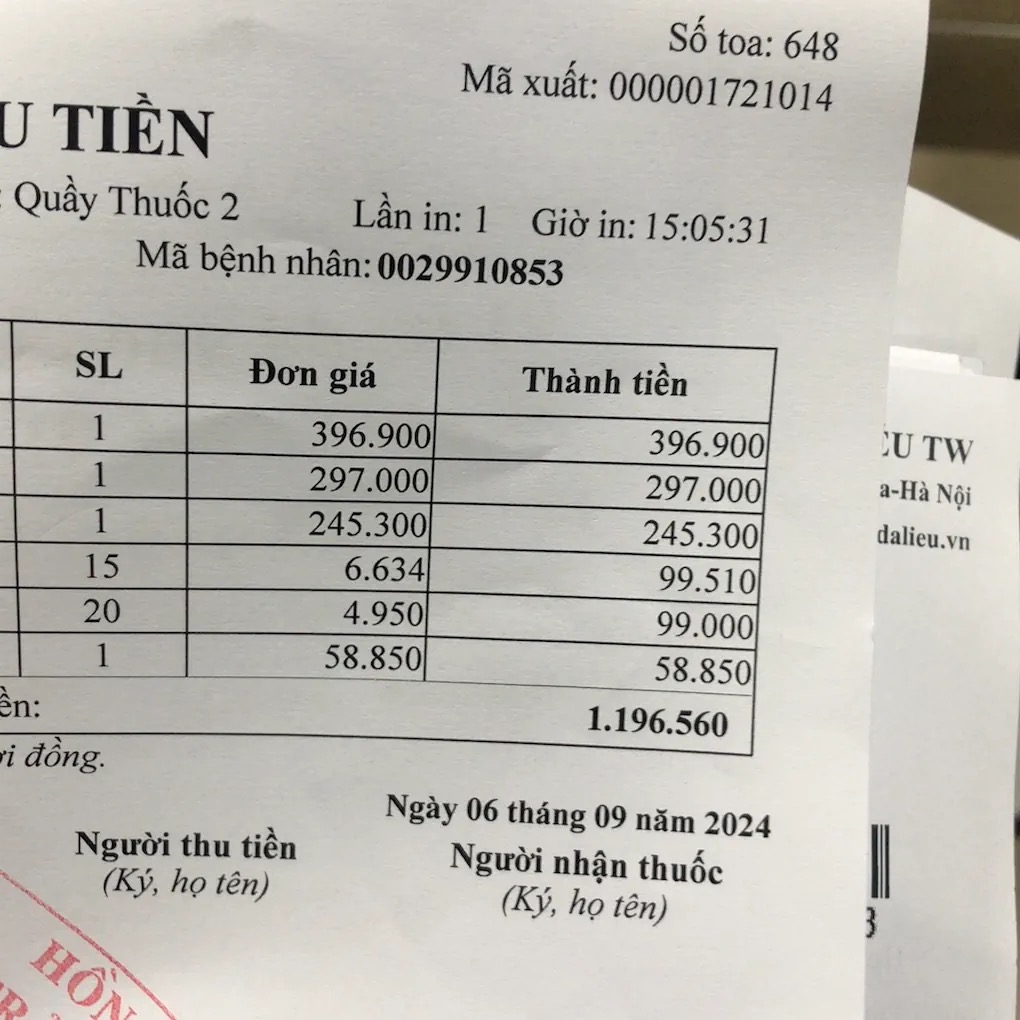 Số toa: 648
Mã xuất: 000001721014
U TIỀN
: Quầy Thuốc 2 Lần in: 1 Giờ in: 15:05:31
Mã bệnh nhân: 0029910853
SL Đơn giá Thành tiền
1 396.900 396.900
1 297.000 297.000
1 245.300 245.300
15 6.634 99.510
20 4.950 99.000
1 58.850 58.850
ền: 1.196.560
ơi đồng.
Ngày 06 tháng 09 năm 2024
Người thu tiền Người nhận thuốc
(Ký, họ tên) (Ký, họ tên)
HỒN
ỄU TW
a-Hà Nội
dalieu.vn
3